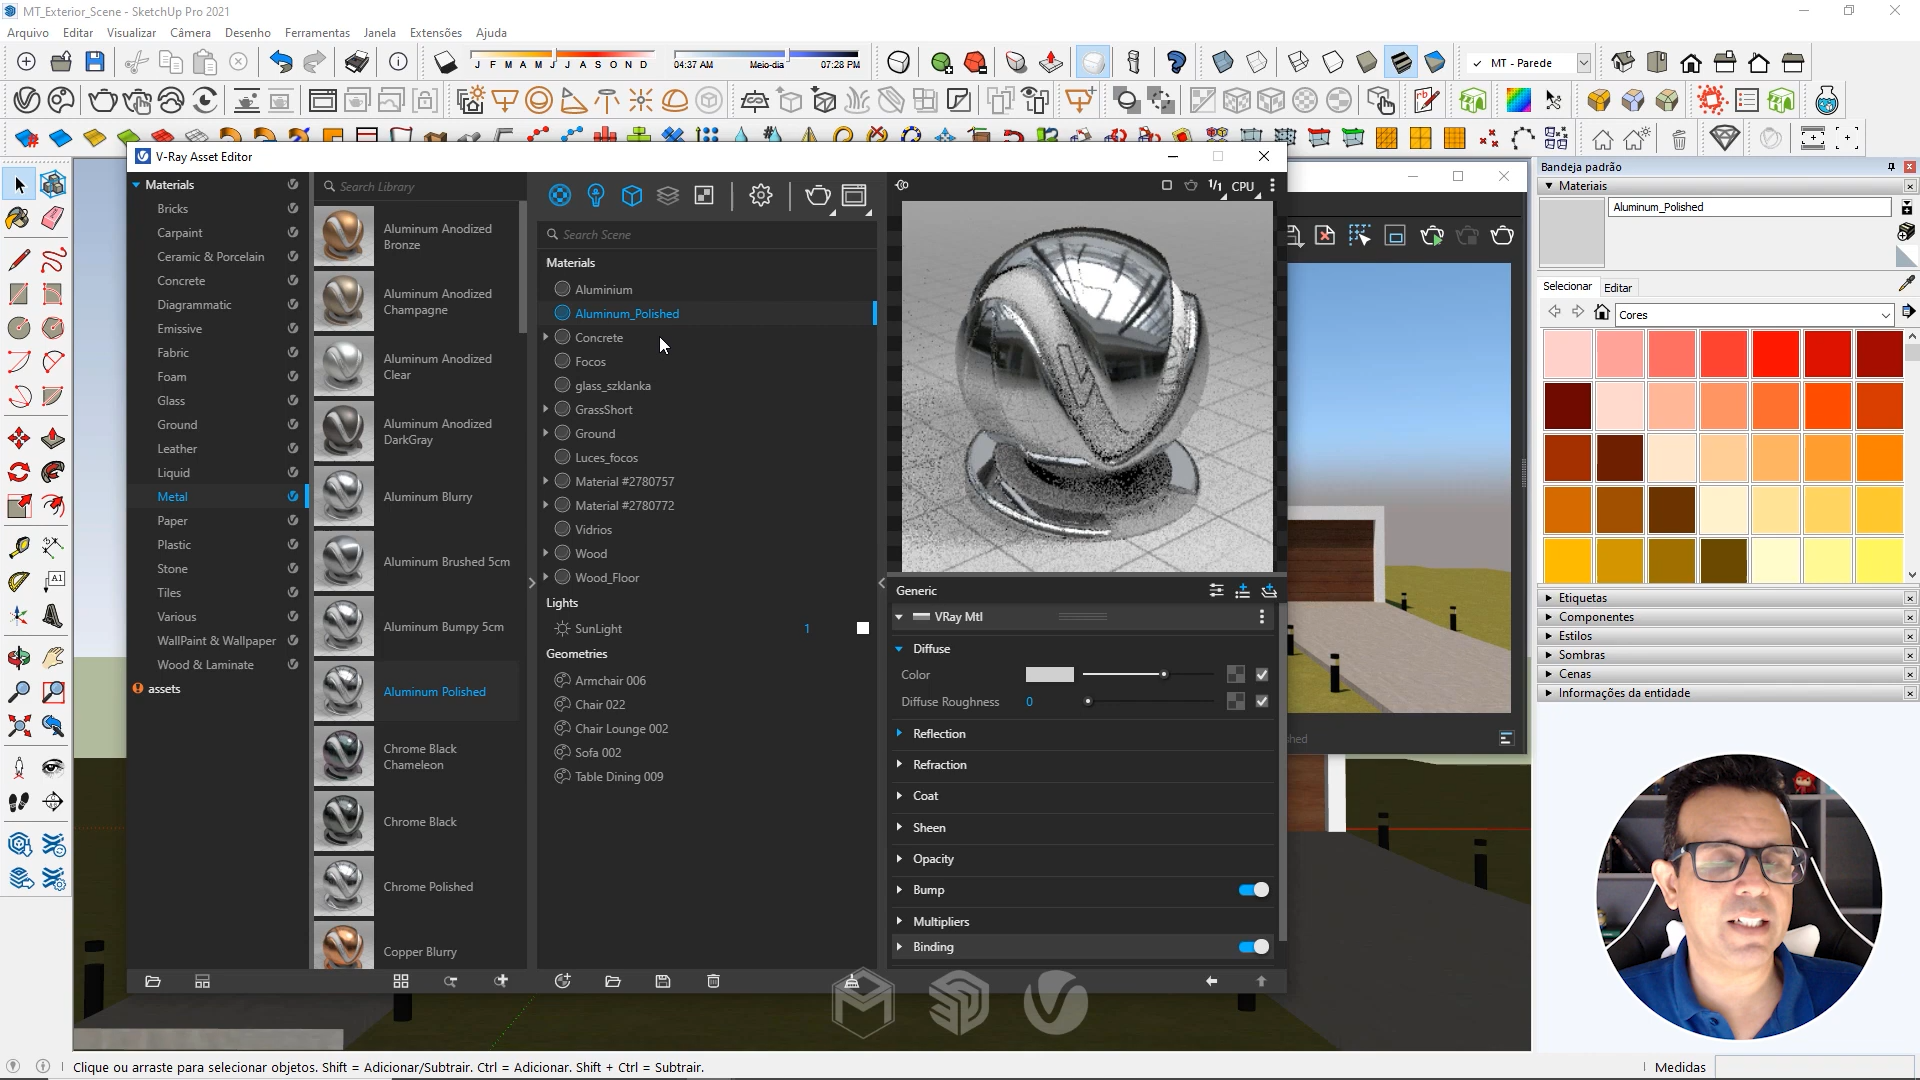 MT_Exterior_Scene - SketchUp Pro 2021
Arquivo Editar Visualizar Câmera Desenho Ferramentas Janela Extensões Ajuda
J F M A M J J A S O N D
04:37 AM Meio-dia 07:28 PM
MT - Parede
V-Ray Asset Editor
Materials
Bricks
Carpaint
Ceramic & Porcelain
Concrete
Diagrammatic
Emissive
Fabric
Foam
Glass
Ground
Leather
Liquid
Metal
Paper
Plastic
Stone
Tiles
Various
WallPaint & Wallpaper
Wood & Laminate
assets
Search Library
Aluminum Anodized
Bronze
Aluminum Anodized
Champagne
Aluminum Anodized
Clear
Aluminum Anodized
DarkGray
Aluminum Blurry
Aluminum Brushed 5cm
Aluminum Bumpy 5cm
Aluminum Polished
Chrome Black
Chameleon
Chrome Black
Chrome Polished
Copper Blurry
Search Scene
Materials
Aluminium
Aluminum_Polished
Concrete
Focos
glass_szklanka
GrassShort
Ground
Luces_focos
Material #2780757
Material #2780772
Vidrios
Wood
Wood_Floor
Lights
SunLight 1
Geometries
Armchair 006
Chair 022
Chair Lounge 002
Sofa 002
Table Dining 009
1/1 CPU
Generic
VRay Mtl
Diffuse
Color
Diffuse Roughness 0
Reflection
Refraction
Coat
Sheen
Opacity
Bump
Multipliers
Binding
Bandeja padrão
Materiais
Aluminum_Polished
Selecionar Editar
Cores
Etiquetas
Componentes
Estilos
Sombras
Cenas
Informações da entidade
A1
Clique ou arraste para selecionar objetos. Shift = Adicionar/Subtrair. Ctrl = Adicionar. Shift + Ctrl = Subtrair.
Medidas